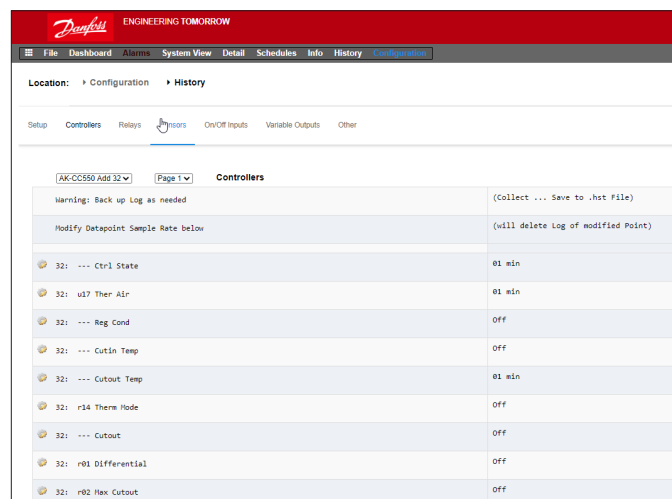 Danfoss ENGINEERING TOMORROW
File Dashboard Alarms System View Detail Schedules Info History Configuration
Location: Configuration History
Setup Controllers Relays On/Off Inputs Variable Outputs Other
AK-CC550 Add 32 Page 1 Controllers
Warning: Back up Log as needed (Collect ... Save to .hst File)
Modify Datapoint Sample Rate below (will delete Log of modified Point)
32: --- Ctrl State 01 min
32: u17 Ther Air 01 min
32: --- Reg Cond Off
32: --- Cutin Temp Off
32: --- Cutout Temp 01 min
32: r14 Therm Mode Off
32: --- Cutout Off
32: r01 Differential Off
32: r02 Max Cutout Off